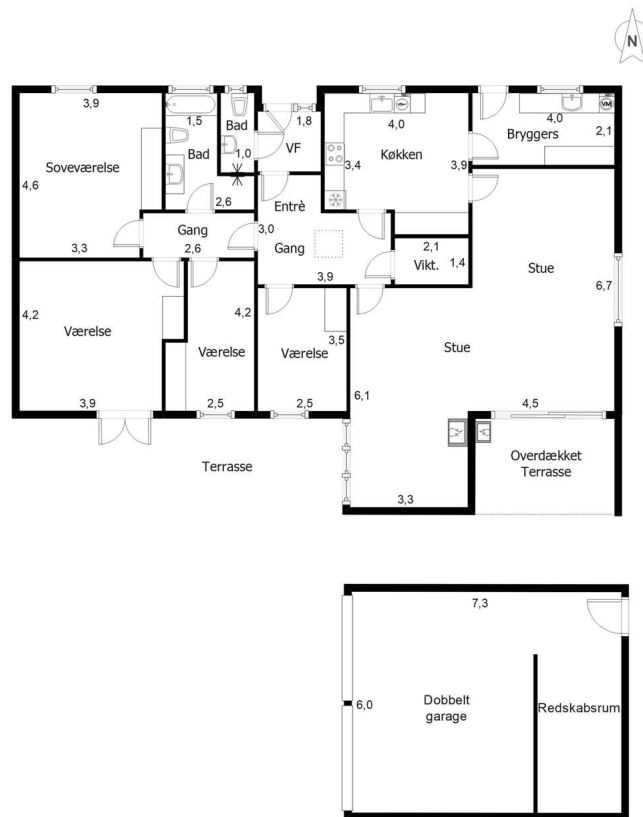 N
3,9
1,5
Bad
1,0
1,8
4,0
4,0
VM
Bryggers
2,1
Soveværelse
Bad
VF
Køkken
3,4
3,9
4,6
2,6
Entrè
3,3
Gang
2,6
3,0
Gang
3,9
2,1
Vikt.
1,4
Stue
6,7
4,2
Værelse
4,2
Værelse
3,5
Værelse
Stue
3,9
2,5
2,5
6,1
4,5
Terrasse
Overdækket
Terrasse
3,3
7,3
6,0
Dobbelt
garage
Redskabsrum